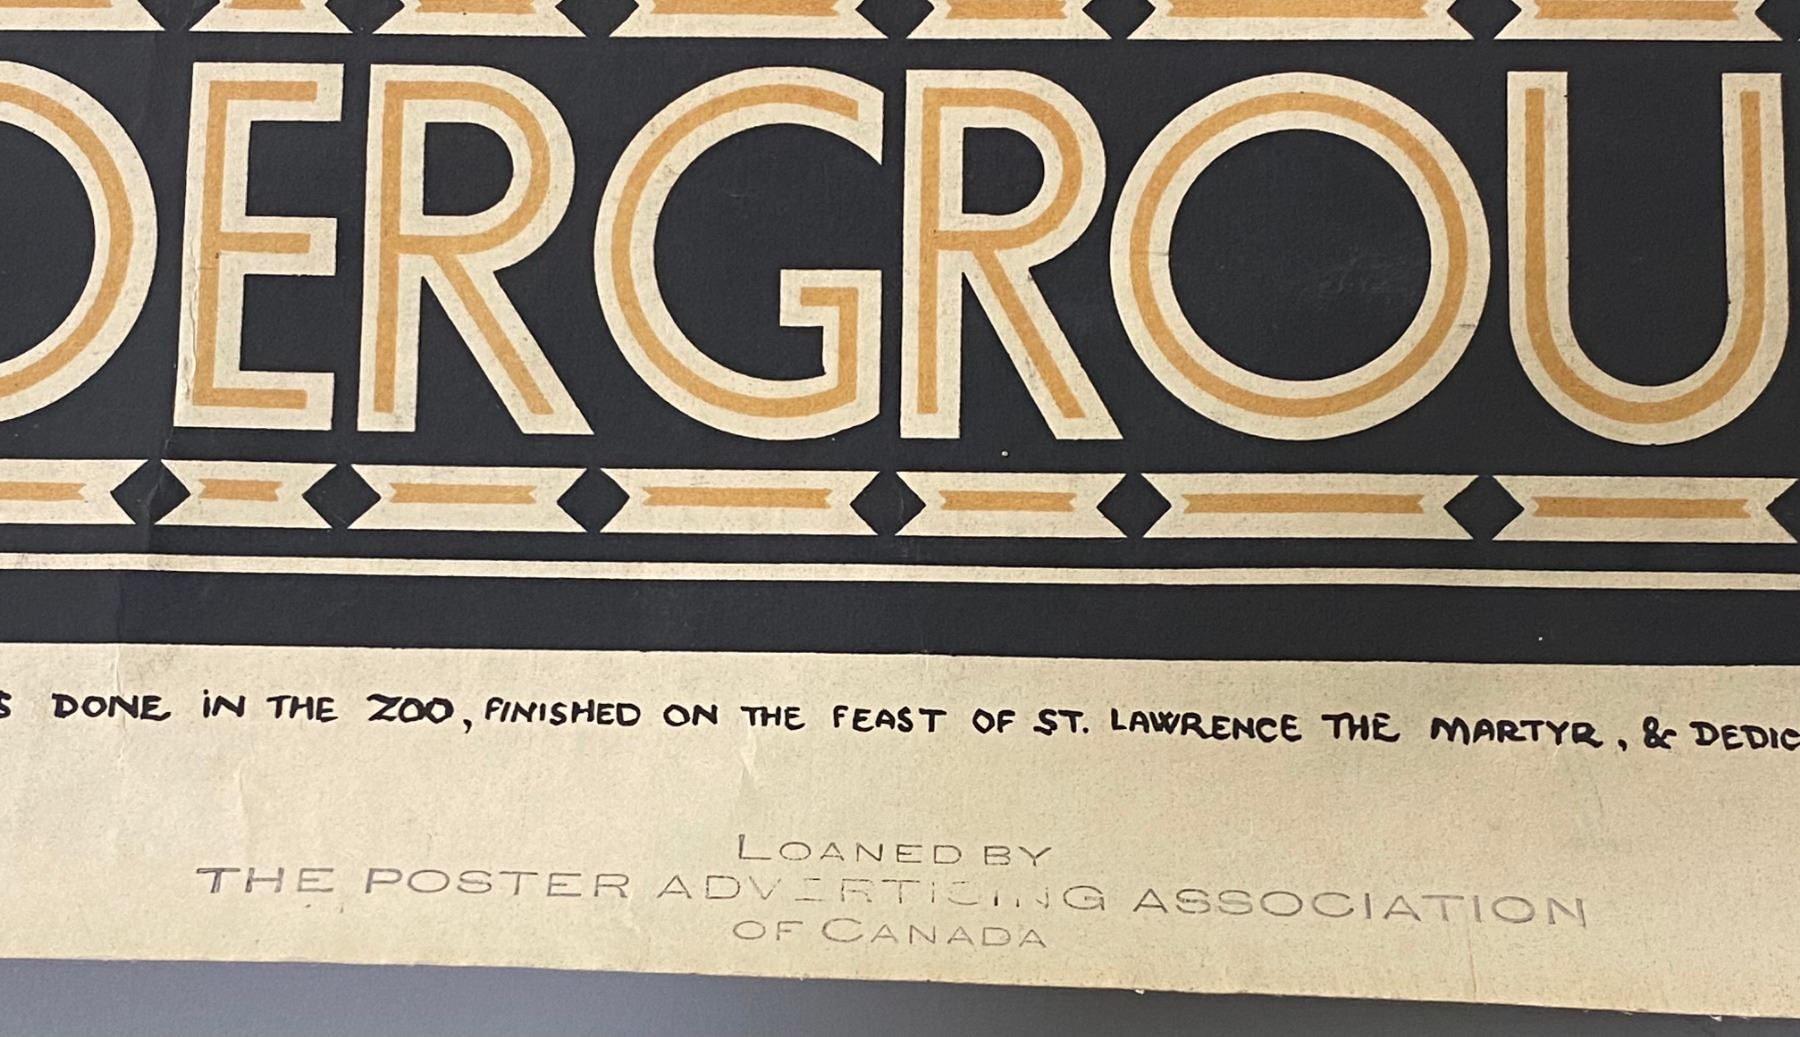 DERGROU
S DONE IN THE ZOO, FINISHED ON THE FEAST OF ST. LAWRENCE THE MARTYR, & DEDIC
LOANED BY
THE POSTER ADVERTISING ASSOCIATION
OF CANADA